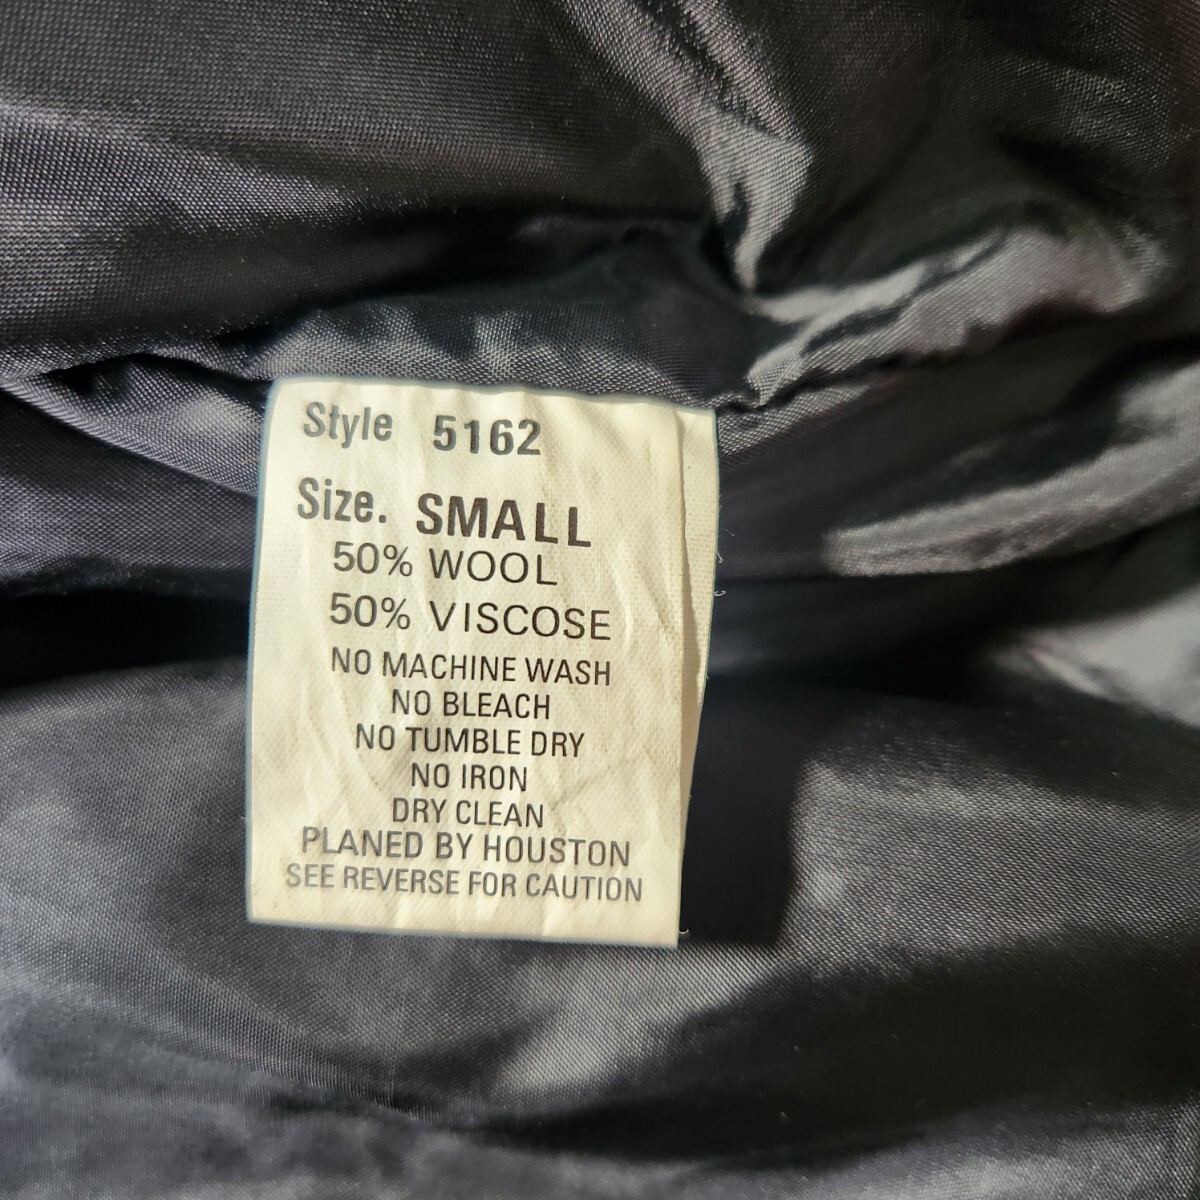 Style 5162
Size. SMALL
50% WOOL
50% VISCOSE
NO MACHINE WASH
NO BLEACH
NO TUMBLE DRY
NO IRON
DRY CLEAN
PLANED BY HOUSTON
SEE REVERSE FOR CAUTION